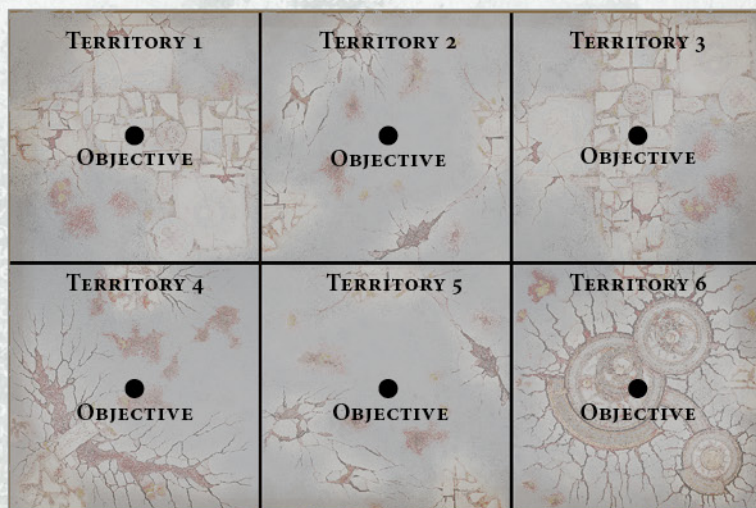 Territory 1
Territory 2
Territory 3
Objective
Objective
Objective
Territory 4
Territory 5
Territory 6
Objective
Objective
Objective